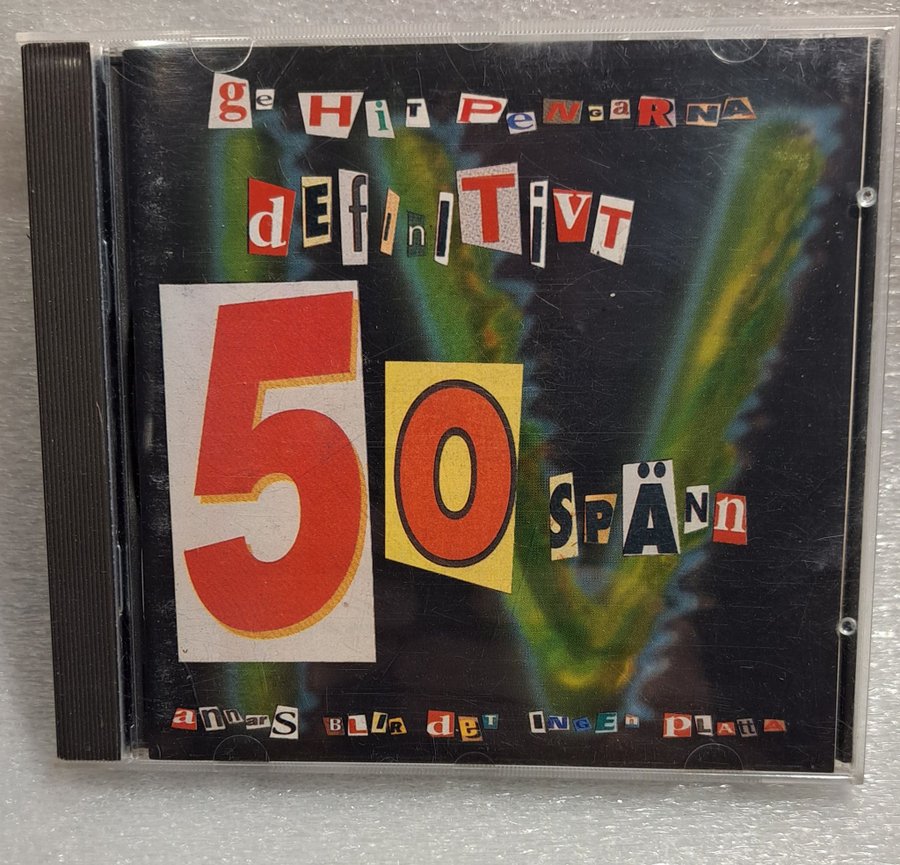 ge HiT PeNgaRNA
dEfiniTiVT
50 SPÄNn
annarS BLIR dET INGEn PLAttA